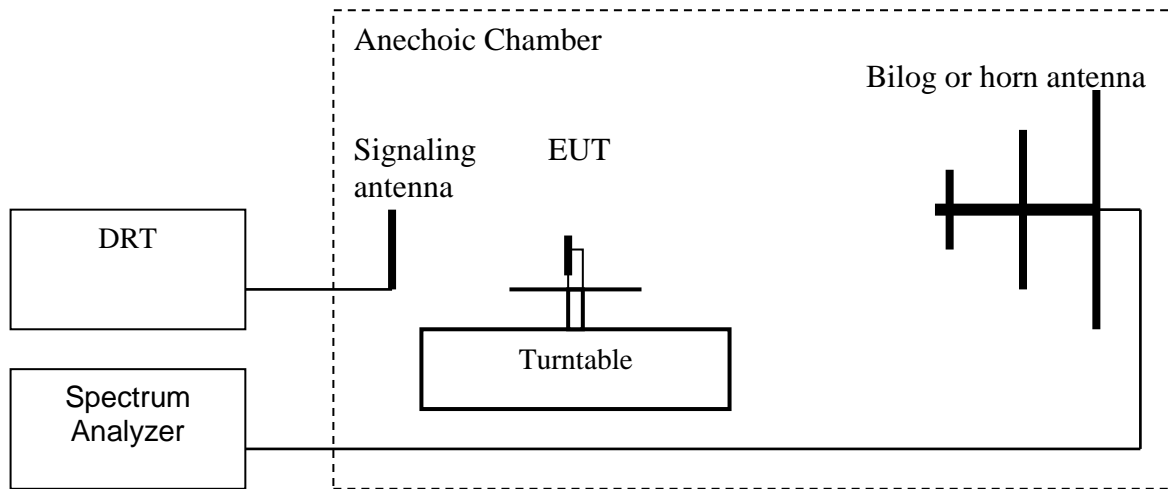 Anechoic Chamber
Bilog or horn antenna
Signaling
antenna
EUT
DRT
Turntable
Spectrum
Analyzer